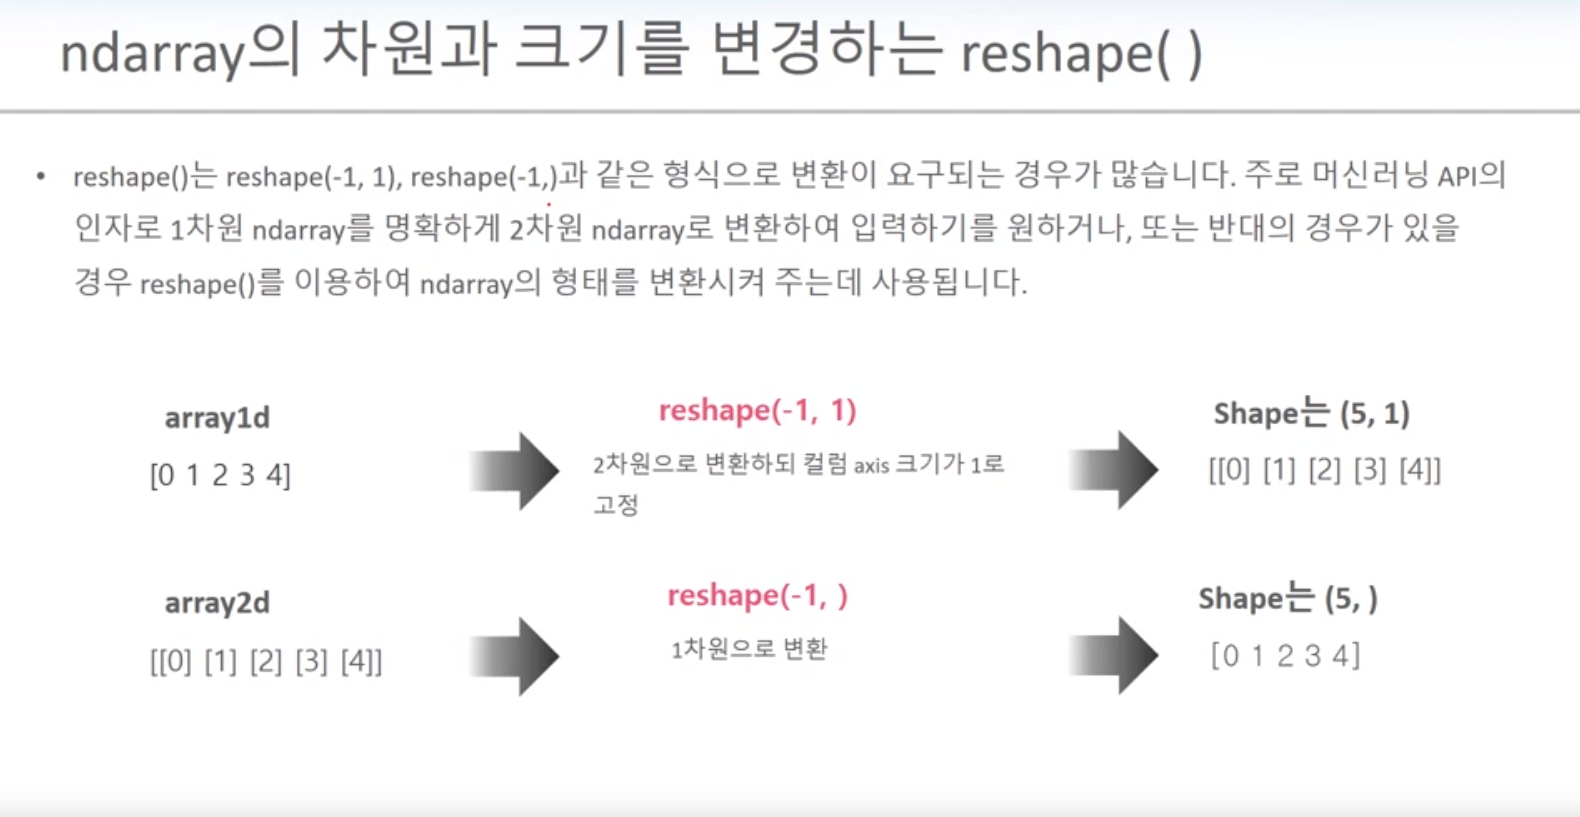 ndarray의 차원과 크기를 변경하는 reshape( )
• reshape()는 reshape(-1, 1), reshape(-1,)과 같은 형식으로 변환이 요구되는 경우가 많습니다. 주로 머신러닝 API의
인자로 1차원 ndarray를 명확하게 2차원 ndarray로 변환하여 입력하기를 원하거나, 또는 반대의 경우가 있을
경우 reshape()를 이용하여 ndarray의 형태를 변환시켜 주는데 사용됩니다.
array1d
[0 1 2 3 4]
reshape(-1, 1)
2차원으로 변환하되 컬럼 axis 크기가 1로
고정
Shape는 (5, 1)
[[0] [1] [2] [3] [4]]
array2d
[[0] [1] [2] [3] [4]]
reshape(-1, )
1차원으로 변환
Shape는 (5, )
[0 1 2 3 4]